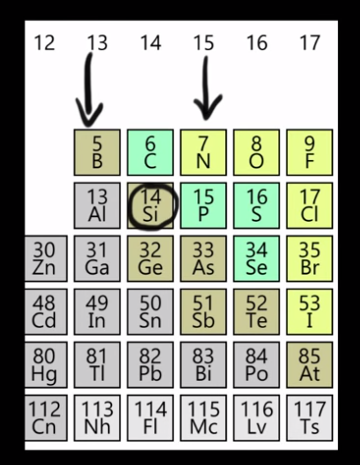 12 13 14 15 16 17
5 6 7 8 9
B C N O F
13 14 15 16 17
Al Si P S Cl
30 31 32 33 34 35
Zn Ga Ge As Se Br
48 49 50 51 52 53
Cd In Sn Sb Te I
80 81 82 83 84 85
Hg Tl Pb Bi Po At
112 113 114 115 116 117
Cn Nh Fl Mc Lv Ts